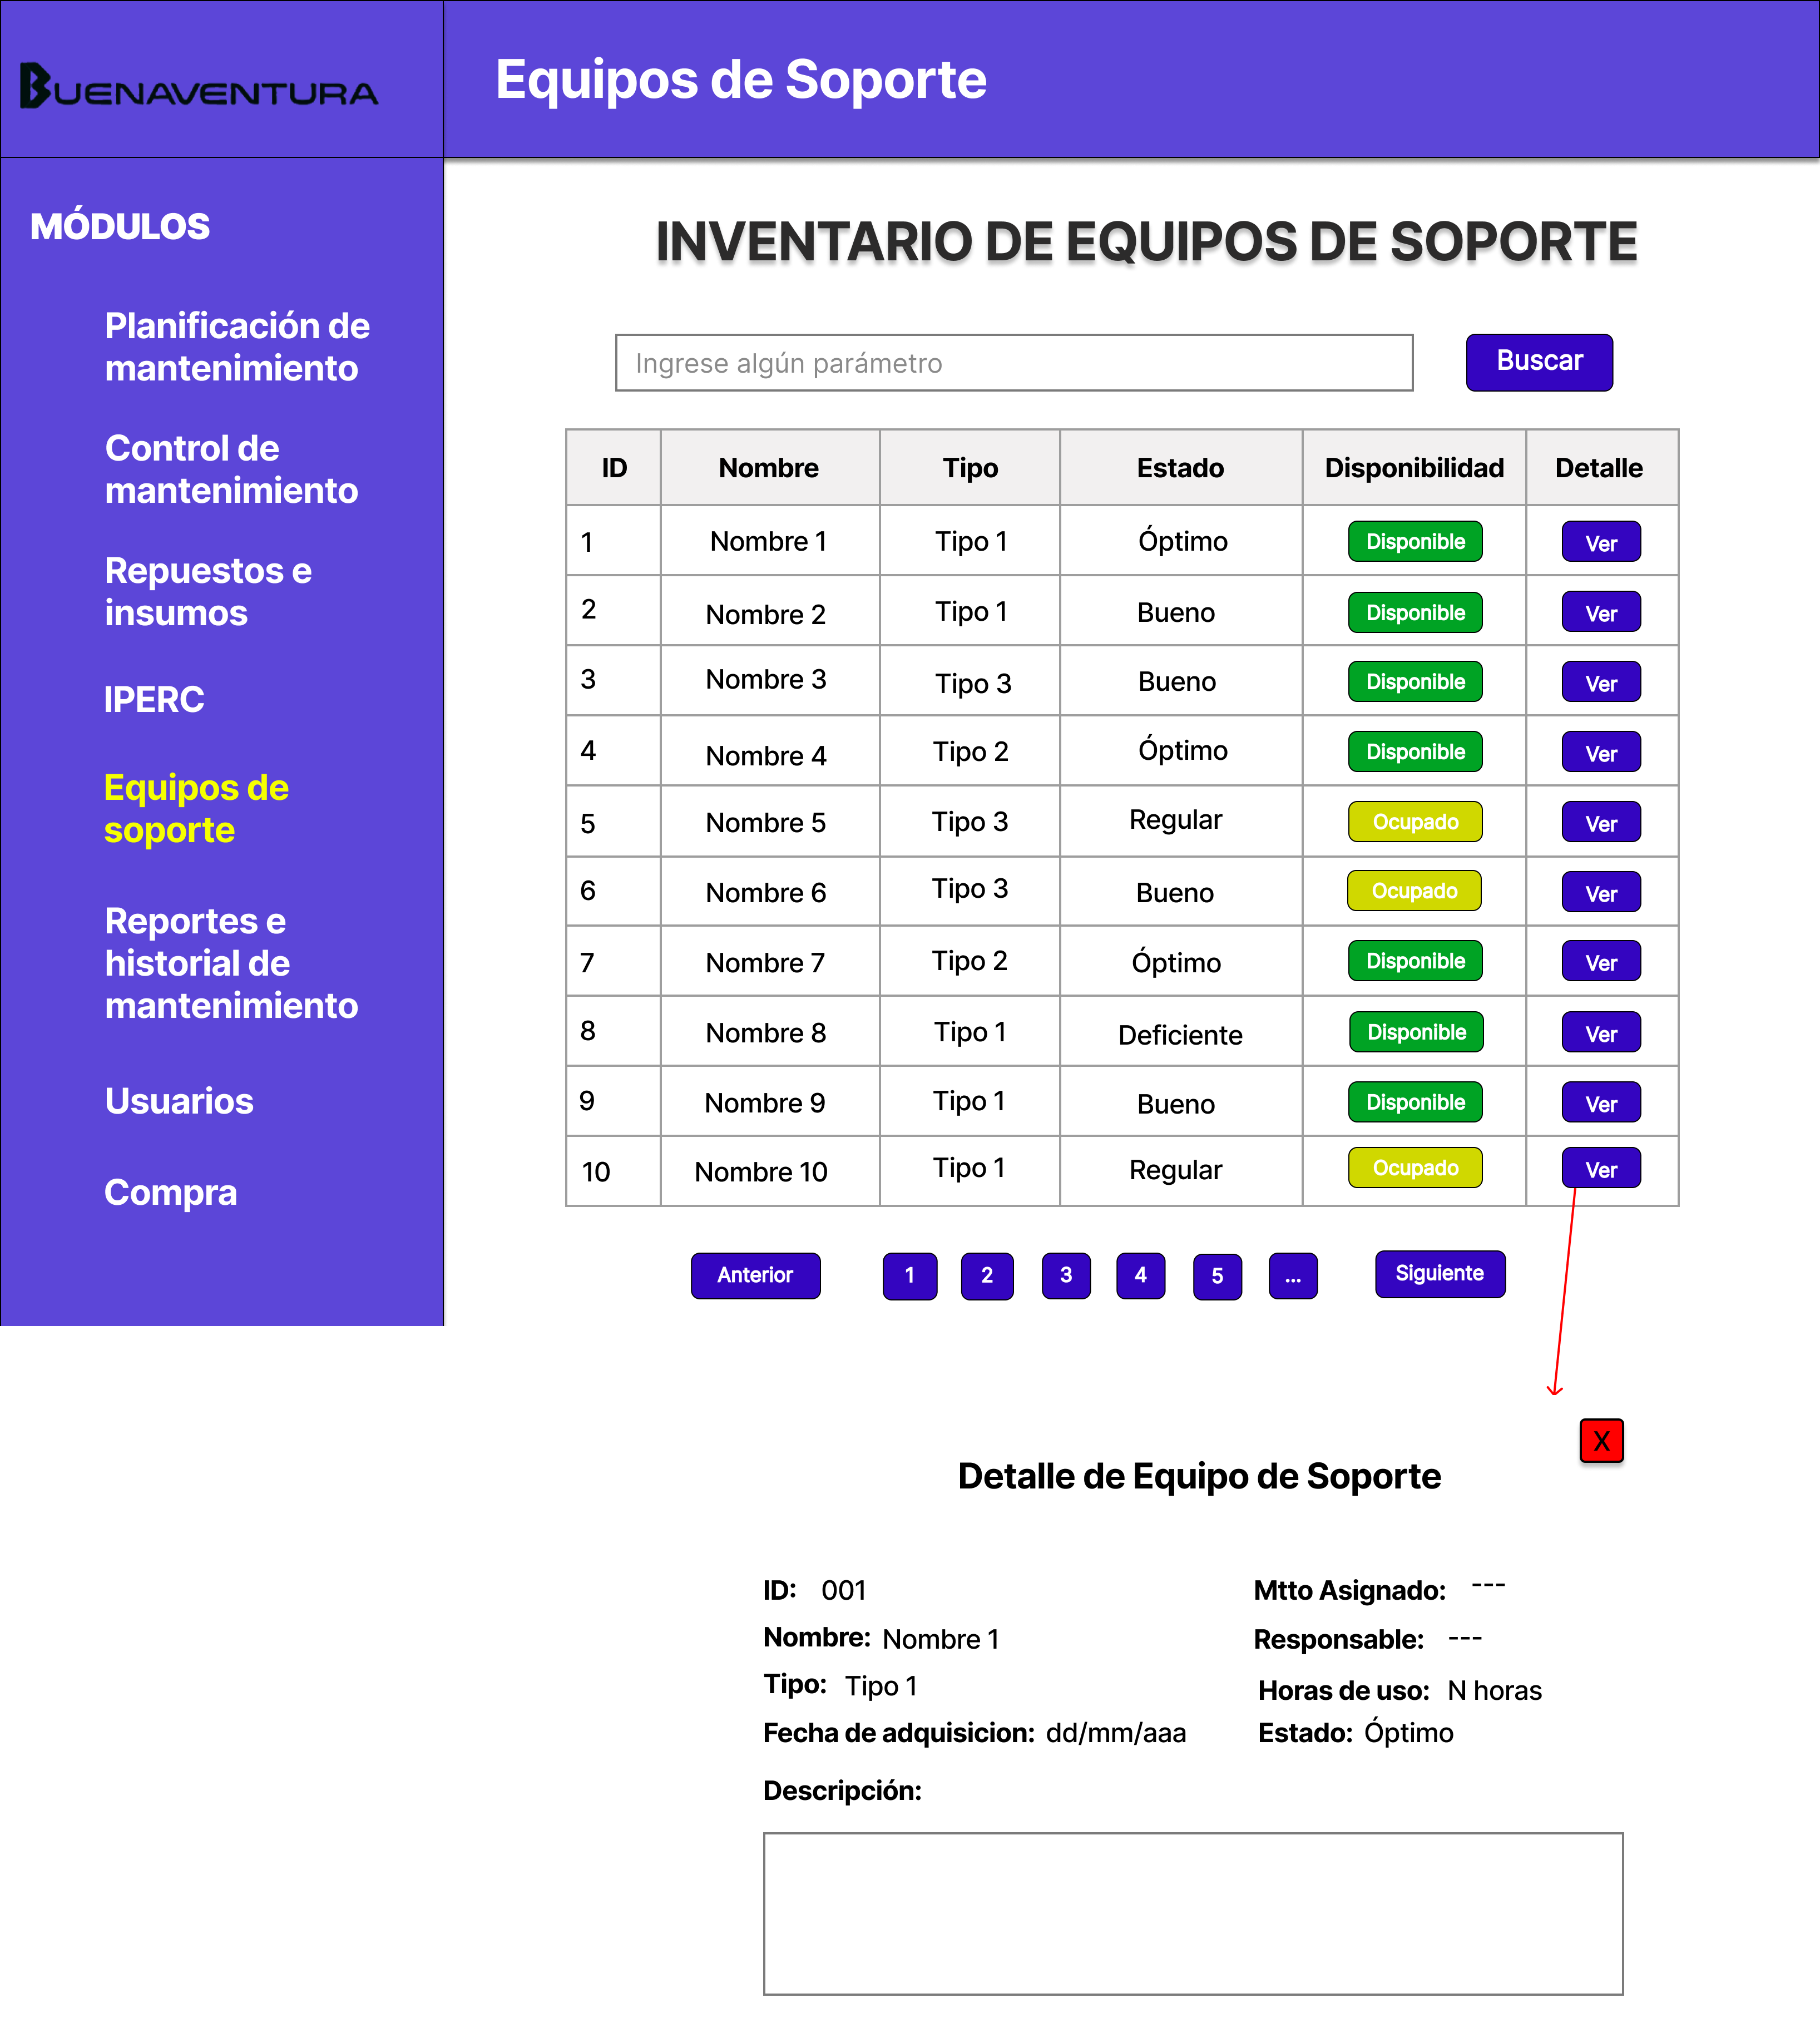 BUENAVENTURA
Equipos de Soporte
MÓDULOS
Planificación de
mantenimiento
Control de
mantenimiento
Repuestos e
insumos
IPERC
Equipos de
soporte
Reportes e
historial de
mantenimiento
Usuarios
Compra
INVENTARIO DE EQUIPOS DE SOPORTE
Ingrese algún parámetro Buscar
ID Nombre Tipo Estado Disponibilidad Detalle
1 Nombre 1 Tipo 1 Óptimo Disponible Ver
2 Nombre 2 Tipo 1 Bueno Disponible Ver
3 Nombre 3 Tipo 3 Bueno Disponible Ver
4 Nombre 4 Tipo 2 Óptimo Disponible Ver
5 Nombre 5 Tipo 3 Regular Ocupado Ver
6 Nombre 6 Tipo 3 Bueno Ocupado Ver
7 Nombre 7 Tipo 2 Óptimo Disponible Ver
8 Nombre 8 Tipo 1 Deficiente Disponible Ver
9 Nombre 9 Tipo 1 Bueno Disponible Ver
10 Nombre 10 Tipo 1 Regular Ocupado Ver
Anterior 1 2 3 4 5 ... Siguiente
X
Detalle de Equipo de Soporte
ID: 001 Mtto Asignado: ---
Nombre: Nombre 1 Responsable: ---
Tipo: Tipo 1 Horas de uso: N horas
Fecha de adquisicion: dd/mm/aaa Estado: Óptimo
Descripción: